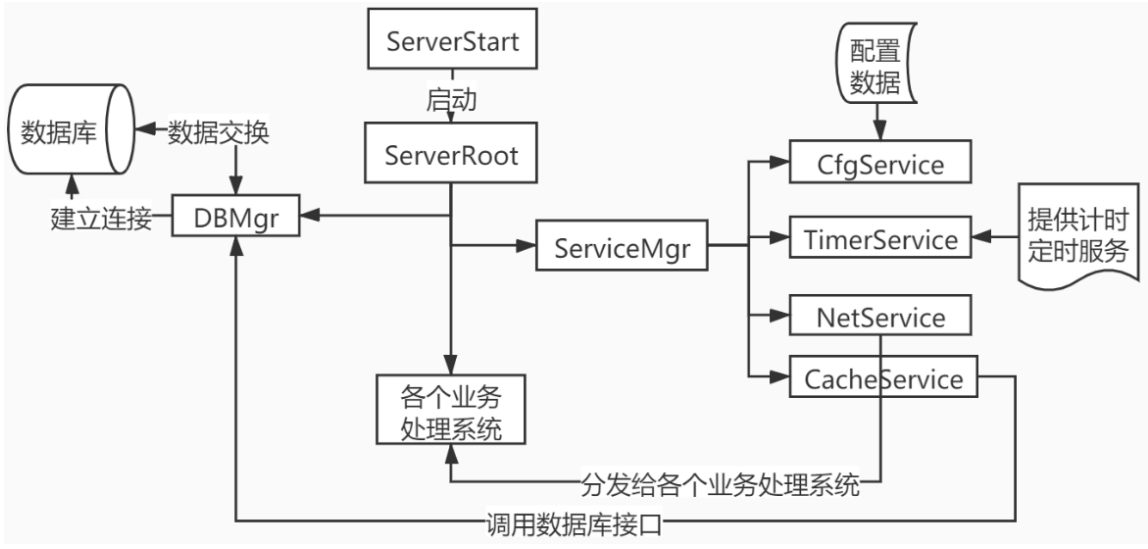 ServerStart
配置
数据
启动
数据库
数据交换
ServerRoot
CfgService
建立连接
DBMgr
提供计时
定时服务
TimerService
ServiceMgr
NetService
CacheService
各个业务
处理系统
分发给各个业务处理系统
调用数据库接口